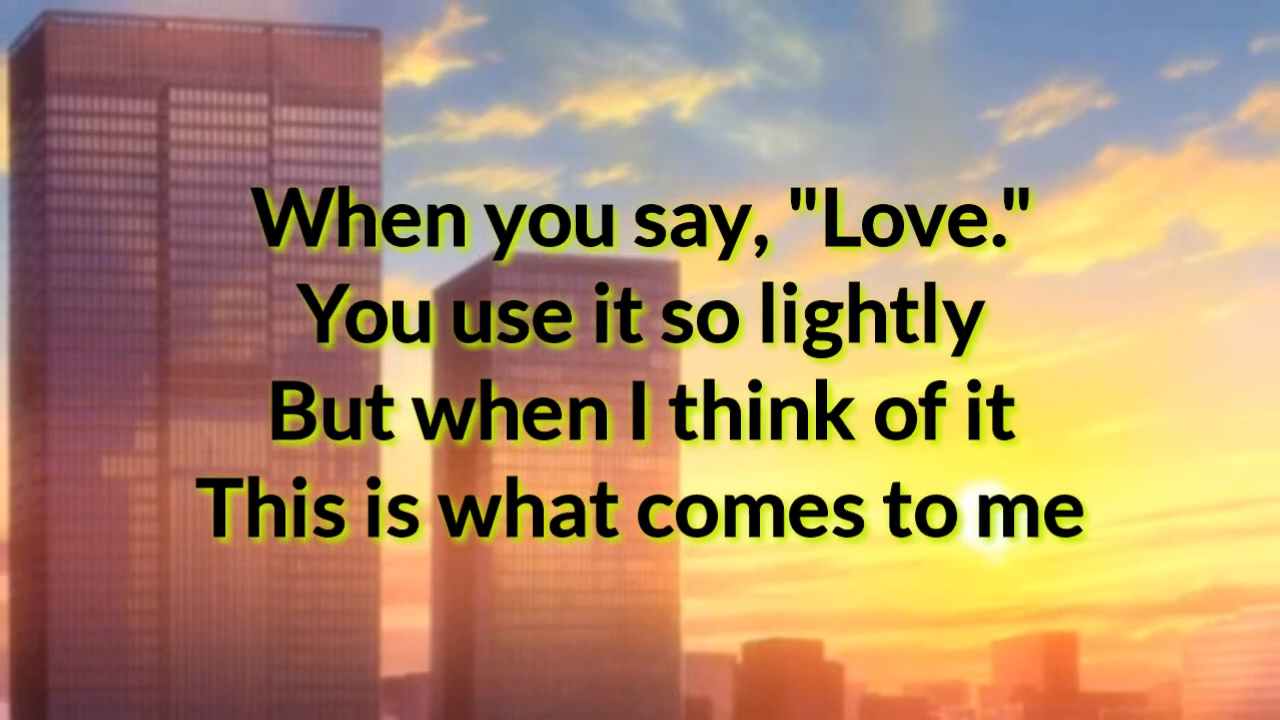 When you say, "Love."
You use it so lightly
But when I think of it
This is what comes to me